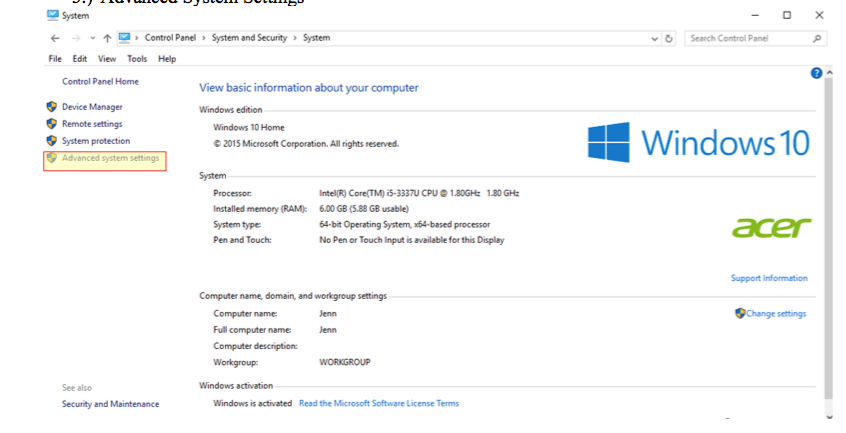 Advanced System Settings
System
Control Panel > System and Security > System
Search Control Panel
File Edit View Tools Help
Control Panel Home
Device Manager
Remote settings
System protection
Advanced system settings
See also
Security and Maintenance
View basic information about your computer
Windows edition
Windows 10 Home
© 2015 Microsoft Corporation. All rights reserved.
Windows 10
System
Processor: Intel(R) Core(TM) i5-3337U CPU @ 1.80GHz 1.80 GHz
Installed memory (RAM): 6.00 GB (5.88 GB usable)
System type: 64-bit Operating System, x64-based processor
Pen and Touch: No Pen or Touch Input is available for this Display
acer
Support Information
Computer name, domain, and workgroup settings
Computer name: Jenn
Full computer name: Jenn
Computer description:
Workgroup: WORKGROUP
Change settings
Windows activation
Windows is activated Read the Microsoft Software License Terms